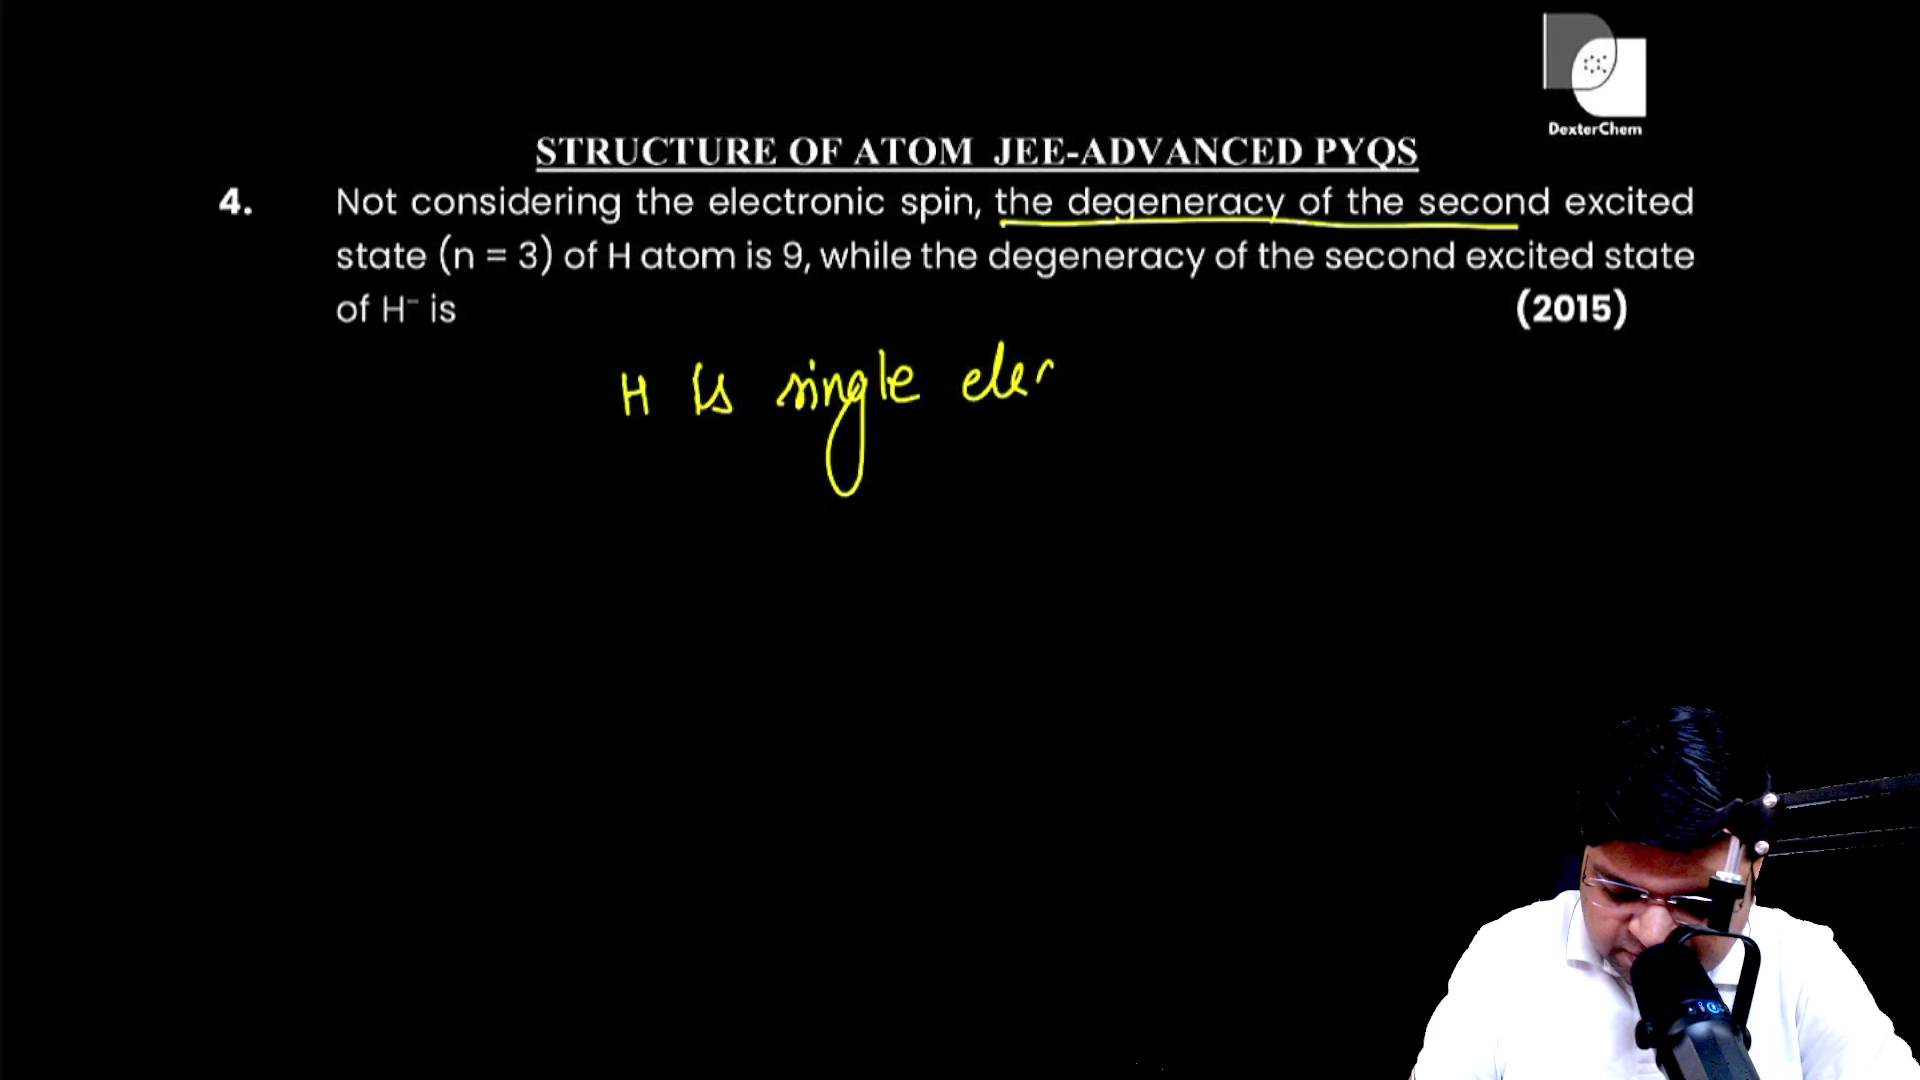 DexterChem
STRUCTURE OF ATOM JEE-ADVANCED PYQS
4. Not considering the electronic spin, the degeneracy of the second excited
state (n = 3) of H atom is 9, while the degeneracy of the second excited state
of H⁻ is (2015)
H is single eler